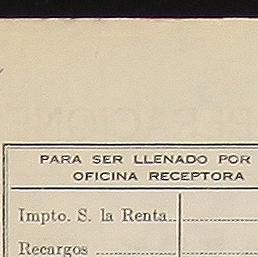 PARA SER LLENADO POR
OFICINA RECEPTORA
Impto. S. la Renta
Recargos